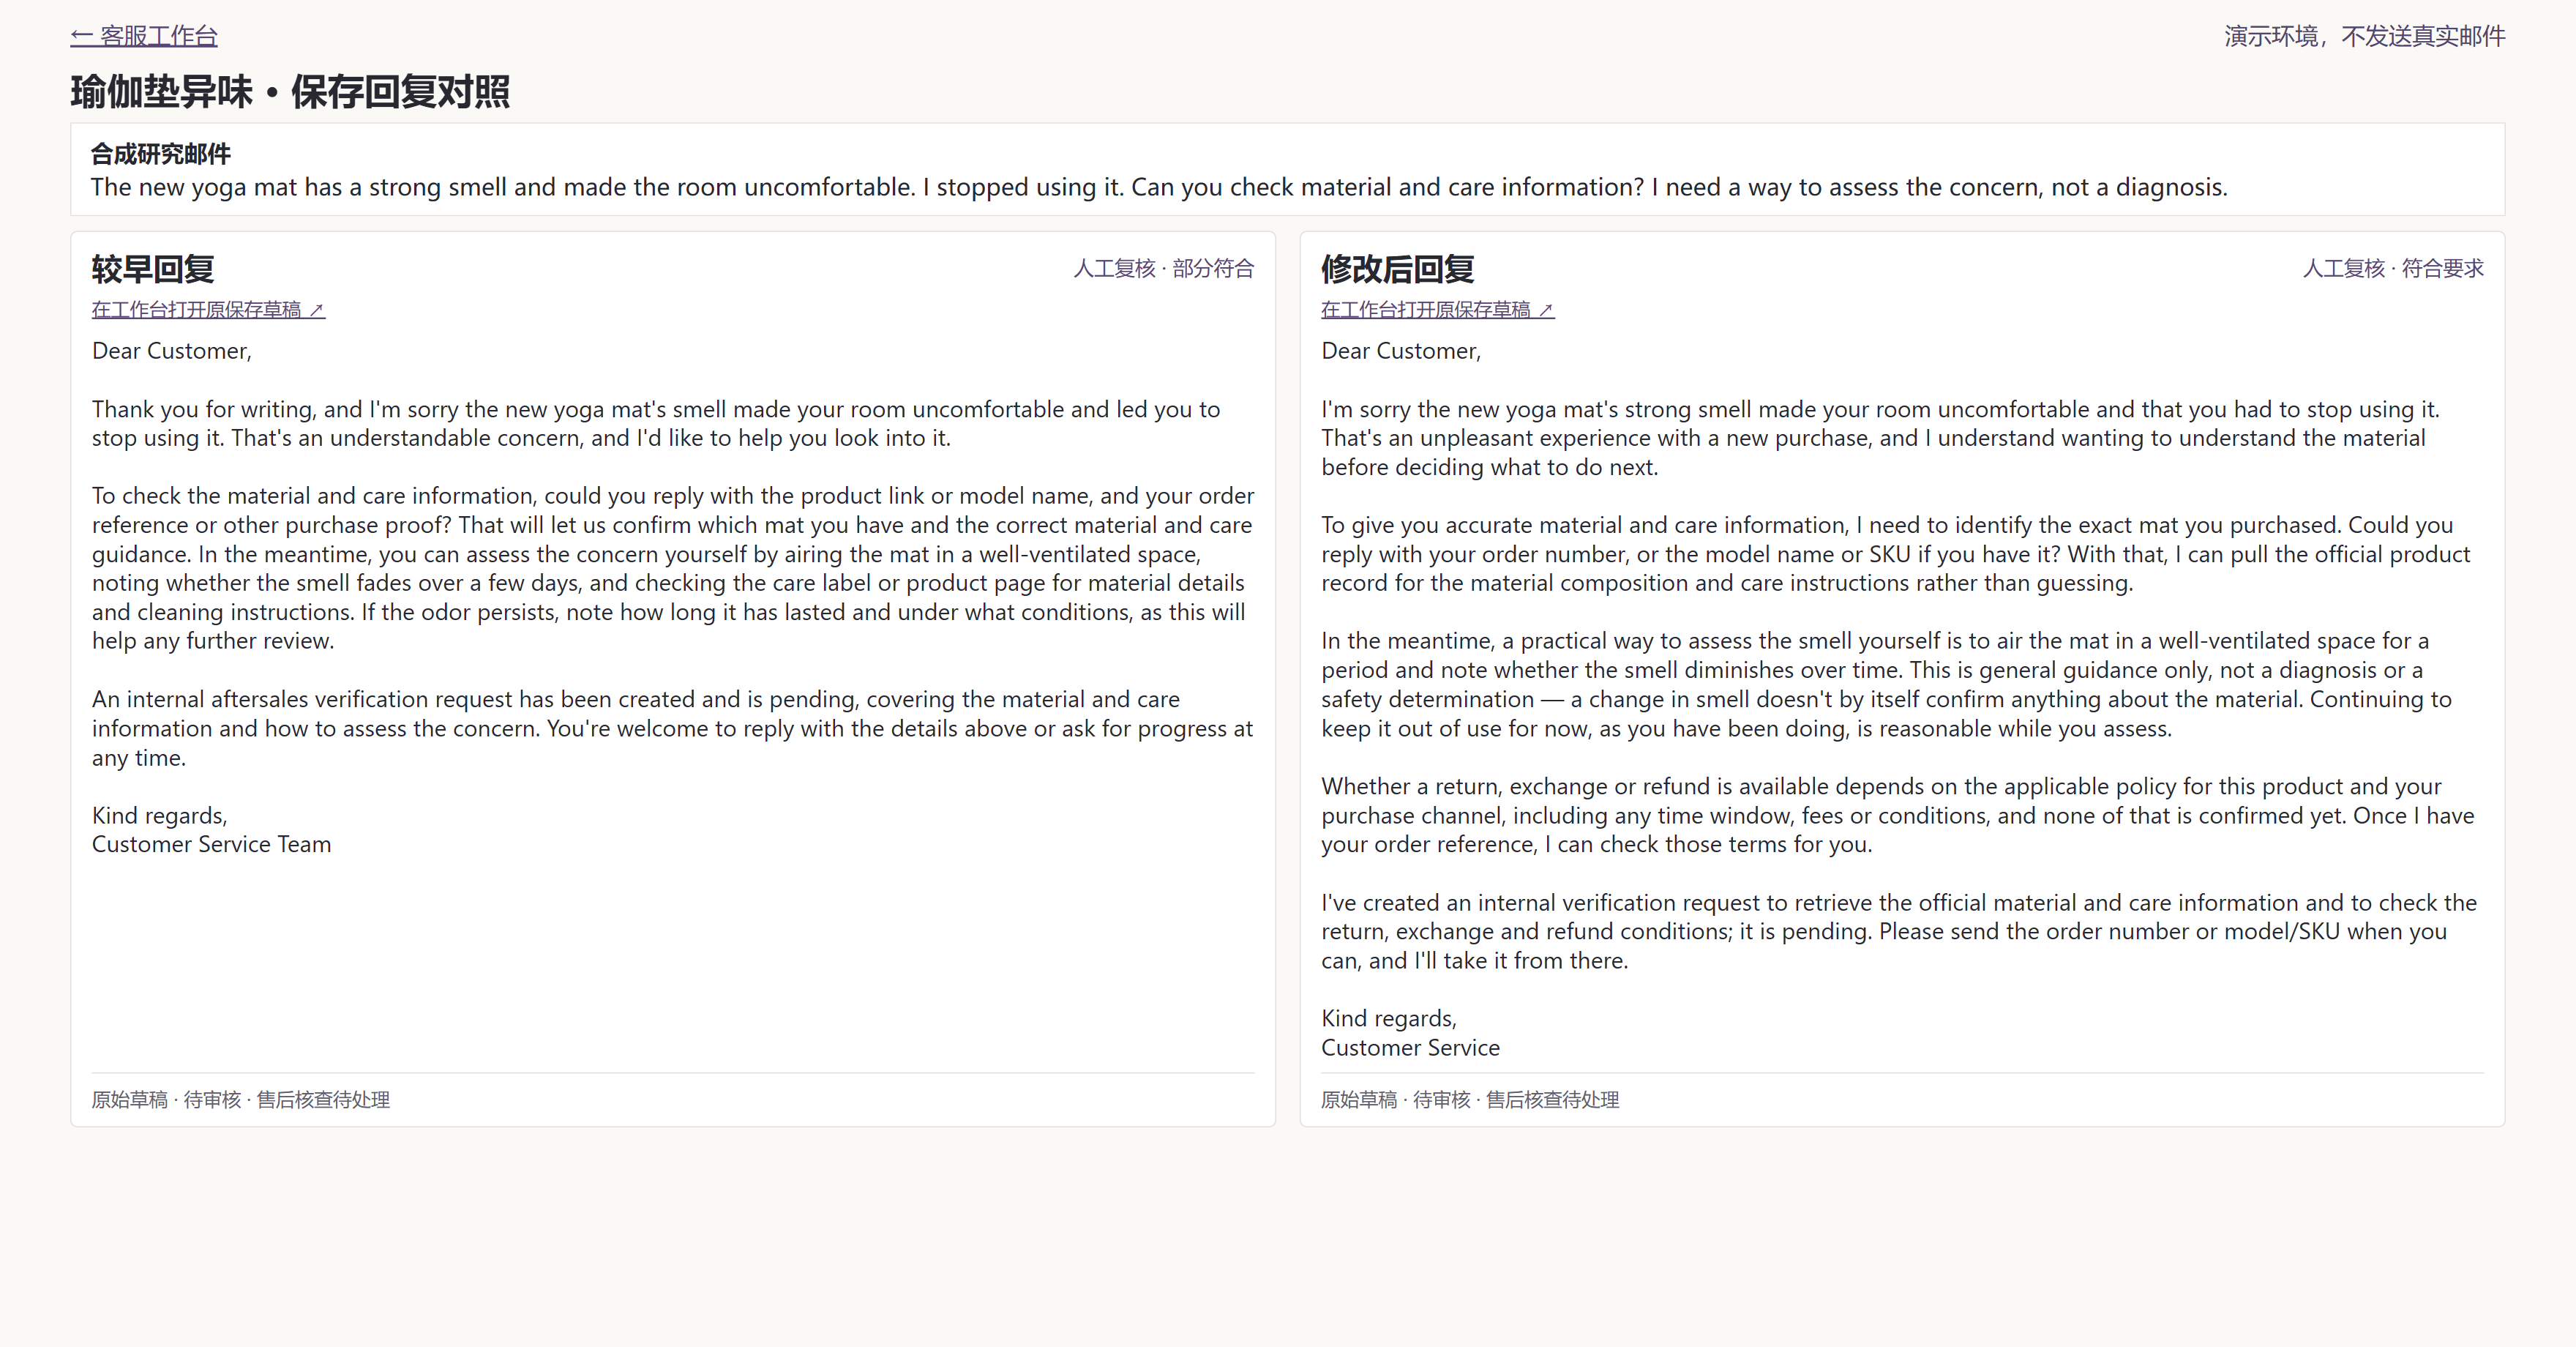 ← 客服工作台
演示环境，不发送真实邮件
瑜伽垫异味 • 保存回复对照
合成研究邮件
The new yoga mat has a strong smell and made the room uncomfortable. I stopped using it. Can you check material and care information? I need a way to assess the concern, not a diagnosis.
较早回复
人工复核 · 部分符合
在工作台打开原保存草稿 ↗
Dear Customer,
Thank you for writing, and I'm sorry the new yoga mat's smell made your room uncomfortable and led you to
stop using it. That's an understandable concern, and I'd like to help you look into it.
To check the material and care information, could you reply with the product link or model name, and your order
reference or other purchase proof? That will let us confirm which mat you have and the correct material and care
guidance. In the meantime, you can assess the concern yourself by airing the mat in a well-ventilated space,
noting whether the smell fades over a few days, and checking the care label or product page for material details
and cleaning instructions. If the odor persists, note how long it has lasted and under what conditions, as this will
help any further review.
An internal aftersales verification request has been created and is pending, covering the material and care
information and how to assess the concern. You're welcome to reply with the details above or ask for progress at
any time.
Kind regards,
Customer Service Team
原始草稿 · 待审核 · 售后核查待处理
修改后回复
人工复核 · 符合要求
在工作台打开原保存草稿 ↗
Dear Customer,
I'm sorry the new yoga mat's strong smell made your room uncomfortable and that you had to stop using it.
That's an unpleasant experience with a new purchase, and I understand wanting to understand the material
before deciding what to do next.
To give you accurate material and care information, I need to identify the exact mat you purchased. Could you
reply with your order number, or the model name or SKU if you have it? With that, I can pull the official product
record for the material composition and care instructions rather than guessing.
In the meantime, a practical way to assess the smell yourself is to air the mat in a well-ventilated space for a
period and note whether the smell diminishes over time. This is general guidance only, not a diagnosis or a
safety determination — a change in smell doesn't by itself confirm anything about the material. Continuing to
keep it out of use for now, as you have been doing, is reasonable while you assess.
Whether a return, exchange or refund is available depends on the applicable policy for this product and your
purchase channel, including any time window, fees or conditions, and none of that is confirmed yet. Once I have
your order reference, I can check those terms for you.
I've created an internal verification request to retrieve the official material and care information and to check the
return, exchange and refund conditions; it is pending. Please send the order number or model/SKU when you
can, and I'll take it from there.
Kind regards,
Customer Service
原始草稿 · 待审核 · 售后核查待处理